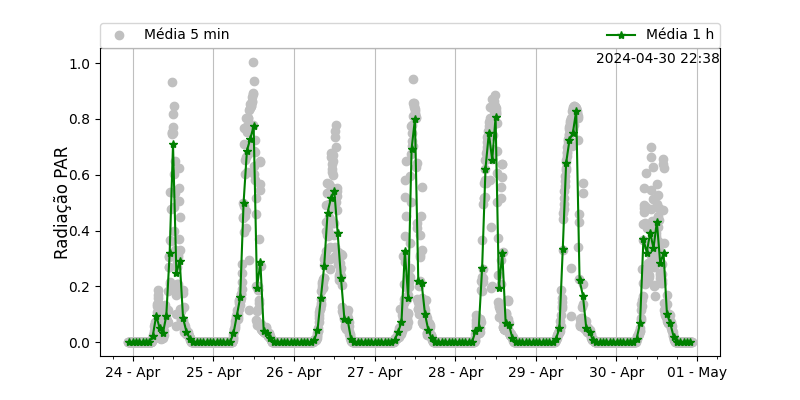 Média 5 min
Média 1 h
2024-04-30 22:38
Radiação PAR
1.0
0.8
0.6
0.4
0.2
0.0
24 - Apr
25 - Apr
26 - Apr
27 - Apr
28 - Apr
29 - Apr
30 - Apr
01 - May